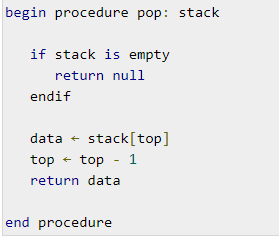 begin procedure pop: stack
if stack is empty
return null
endif
data ← stack[top]
top ← top - 1
return data
end procedure